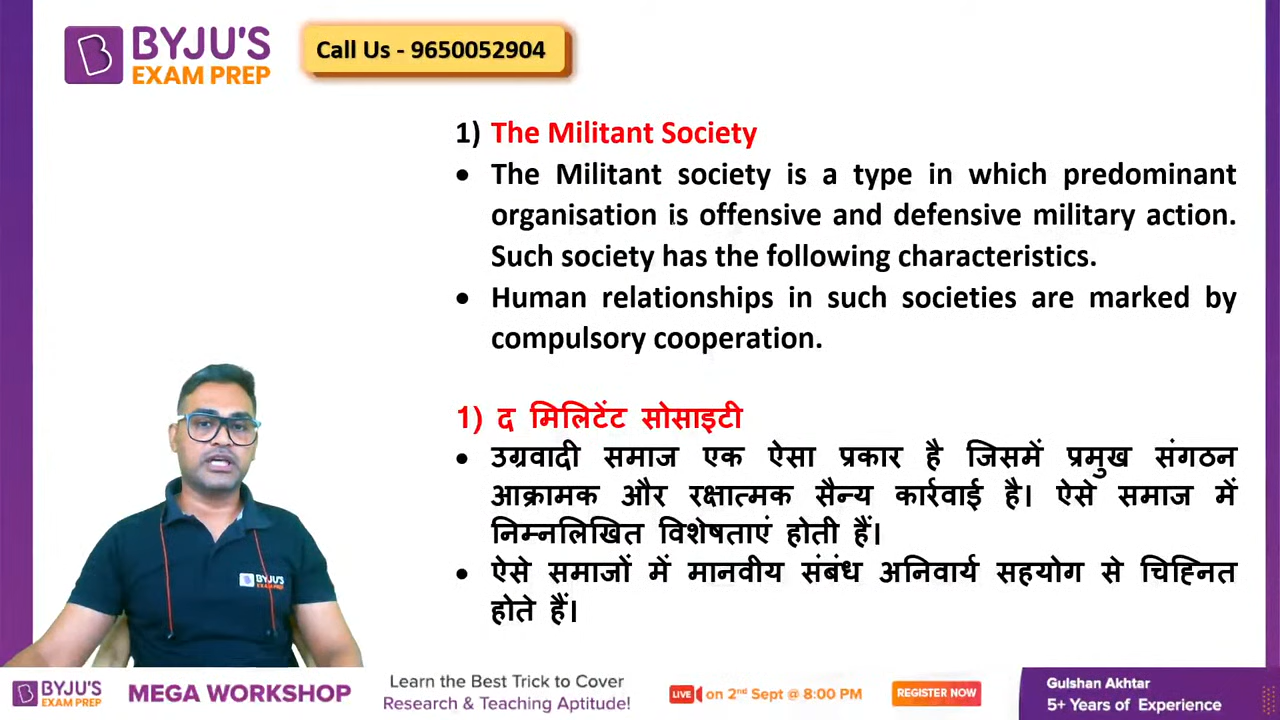 BYJU'S
EXAM PREP
Call Us - 9650052904
1) The Militant Society
• The Militant society is a type in which predominant
organisation is offensive and defensive military action.
Such society has the following characteristics.
• Human relationships in such societies are marked by
compulsory cooperation.
1) द मिलिटेंट सोसाइटी
• उग्रवादी समाज एक ऐसा प्रकार है जिसमें प्रमुख संगठन
आक्रामक और रक्षात्मक सैन्य कार्रवाई है। ऐसे समाज में
निम्नलिखित विशेषताएं होती हैं।
• ऐसे समाजों में मानवीय संबंध अनिवार्य सहयोग से चिह्नित
होते हैं।
BYJU'S
EXAM PREP
BYJU'S
EXAM PREP
MEGA WORKSHOP
Learn the Best Trick to Cover
Research & Teaching Aptitude!
LIVE on 2nd Sept @ 8:00 PM
REGISTER NOW
Gulshan Akhtar
5+ Years of Experience